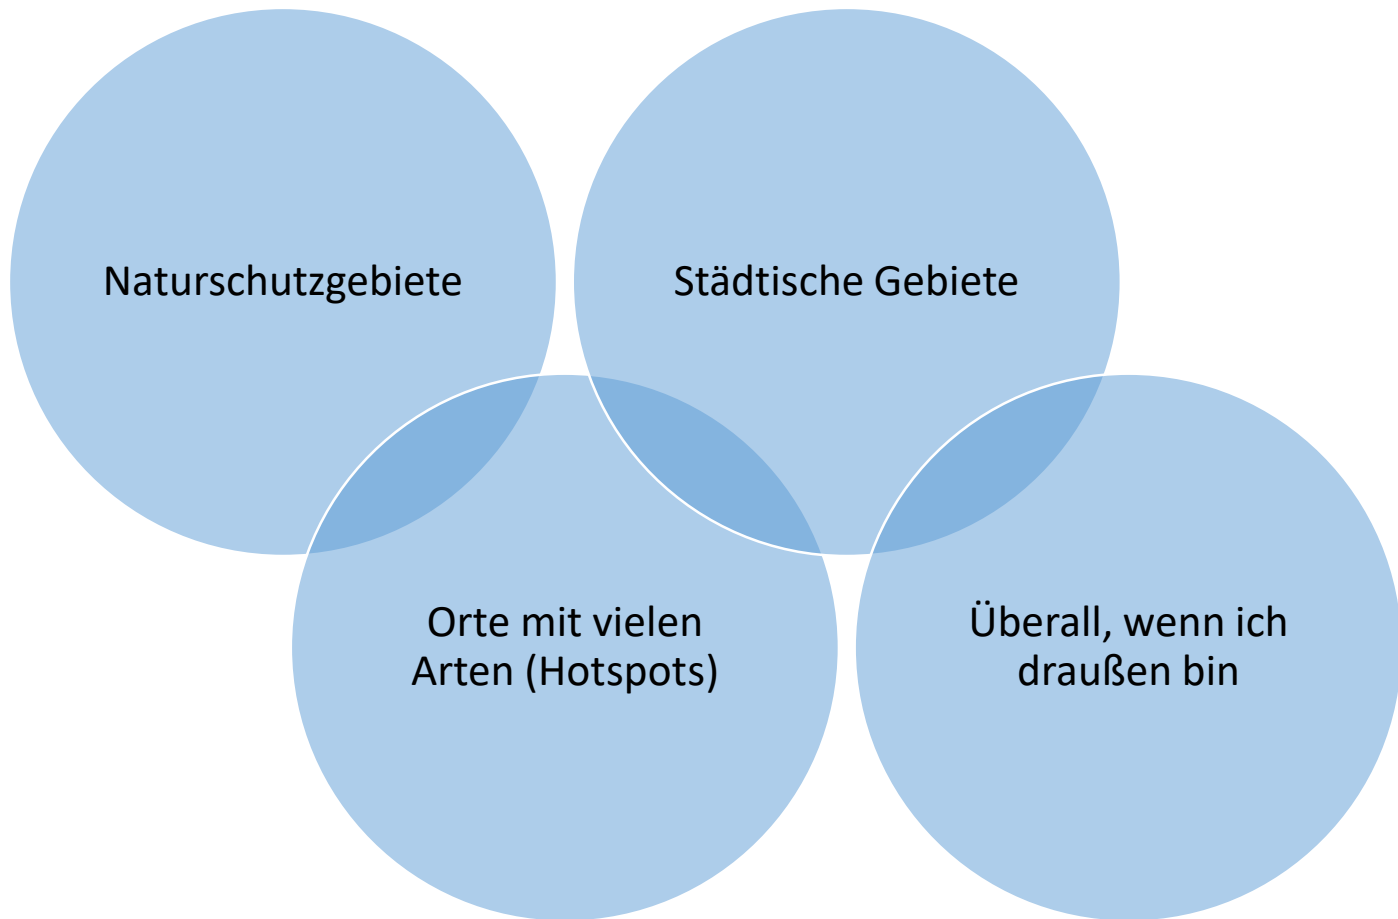 Naturschutzgebiete
Städtische Gebiete
Orte mit vielen
Arten (Hotspots)
Überall, wenn ich
draußen bin